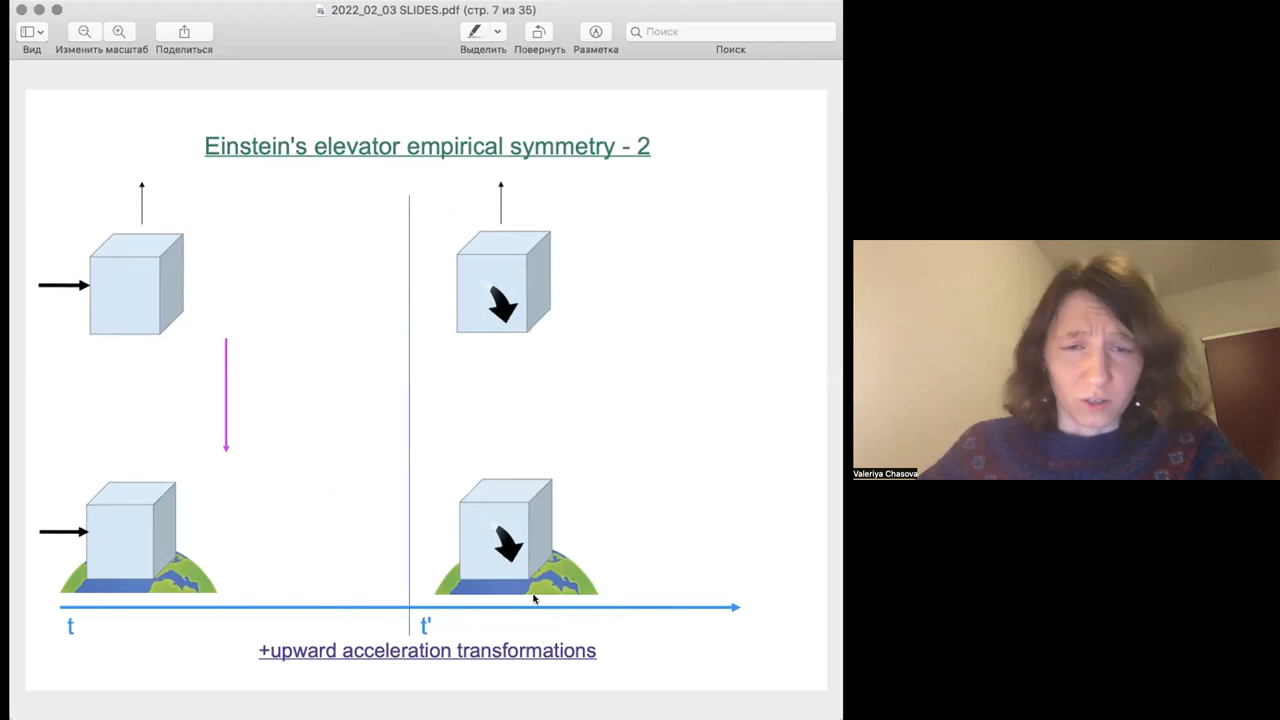 2022_02_03 SLIDES.pdf (стр. 7 из 35)
Вид
Изменить масштаб
Поделиться
Выделить
Повернуть
Разметка
Поиск
Поиск
Einstein's elevator empirical symmetry - 2
t
t'
+upward acceleration transformations
Valeriya Chasova